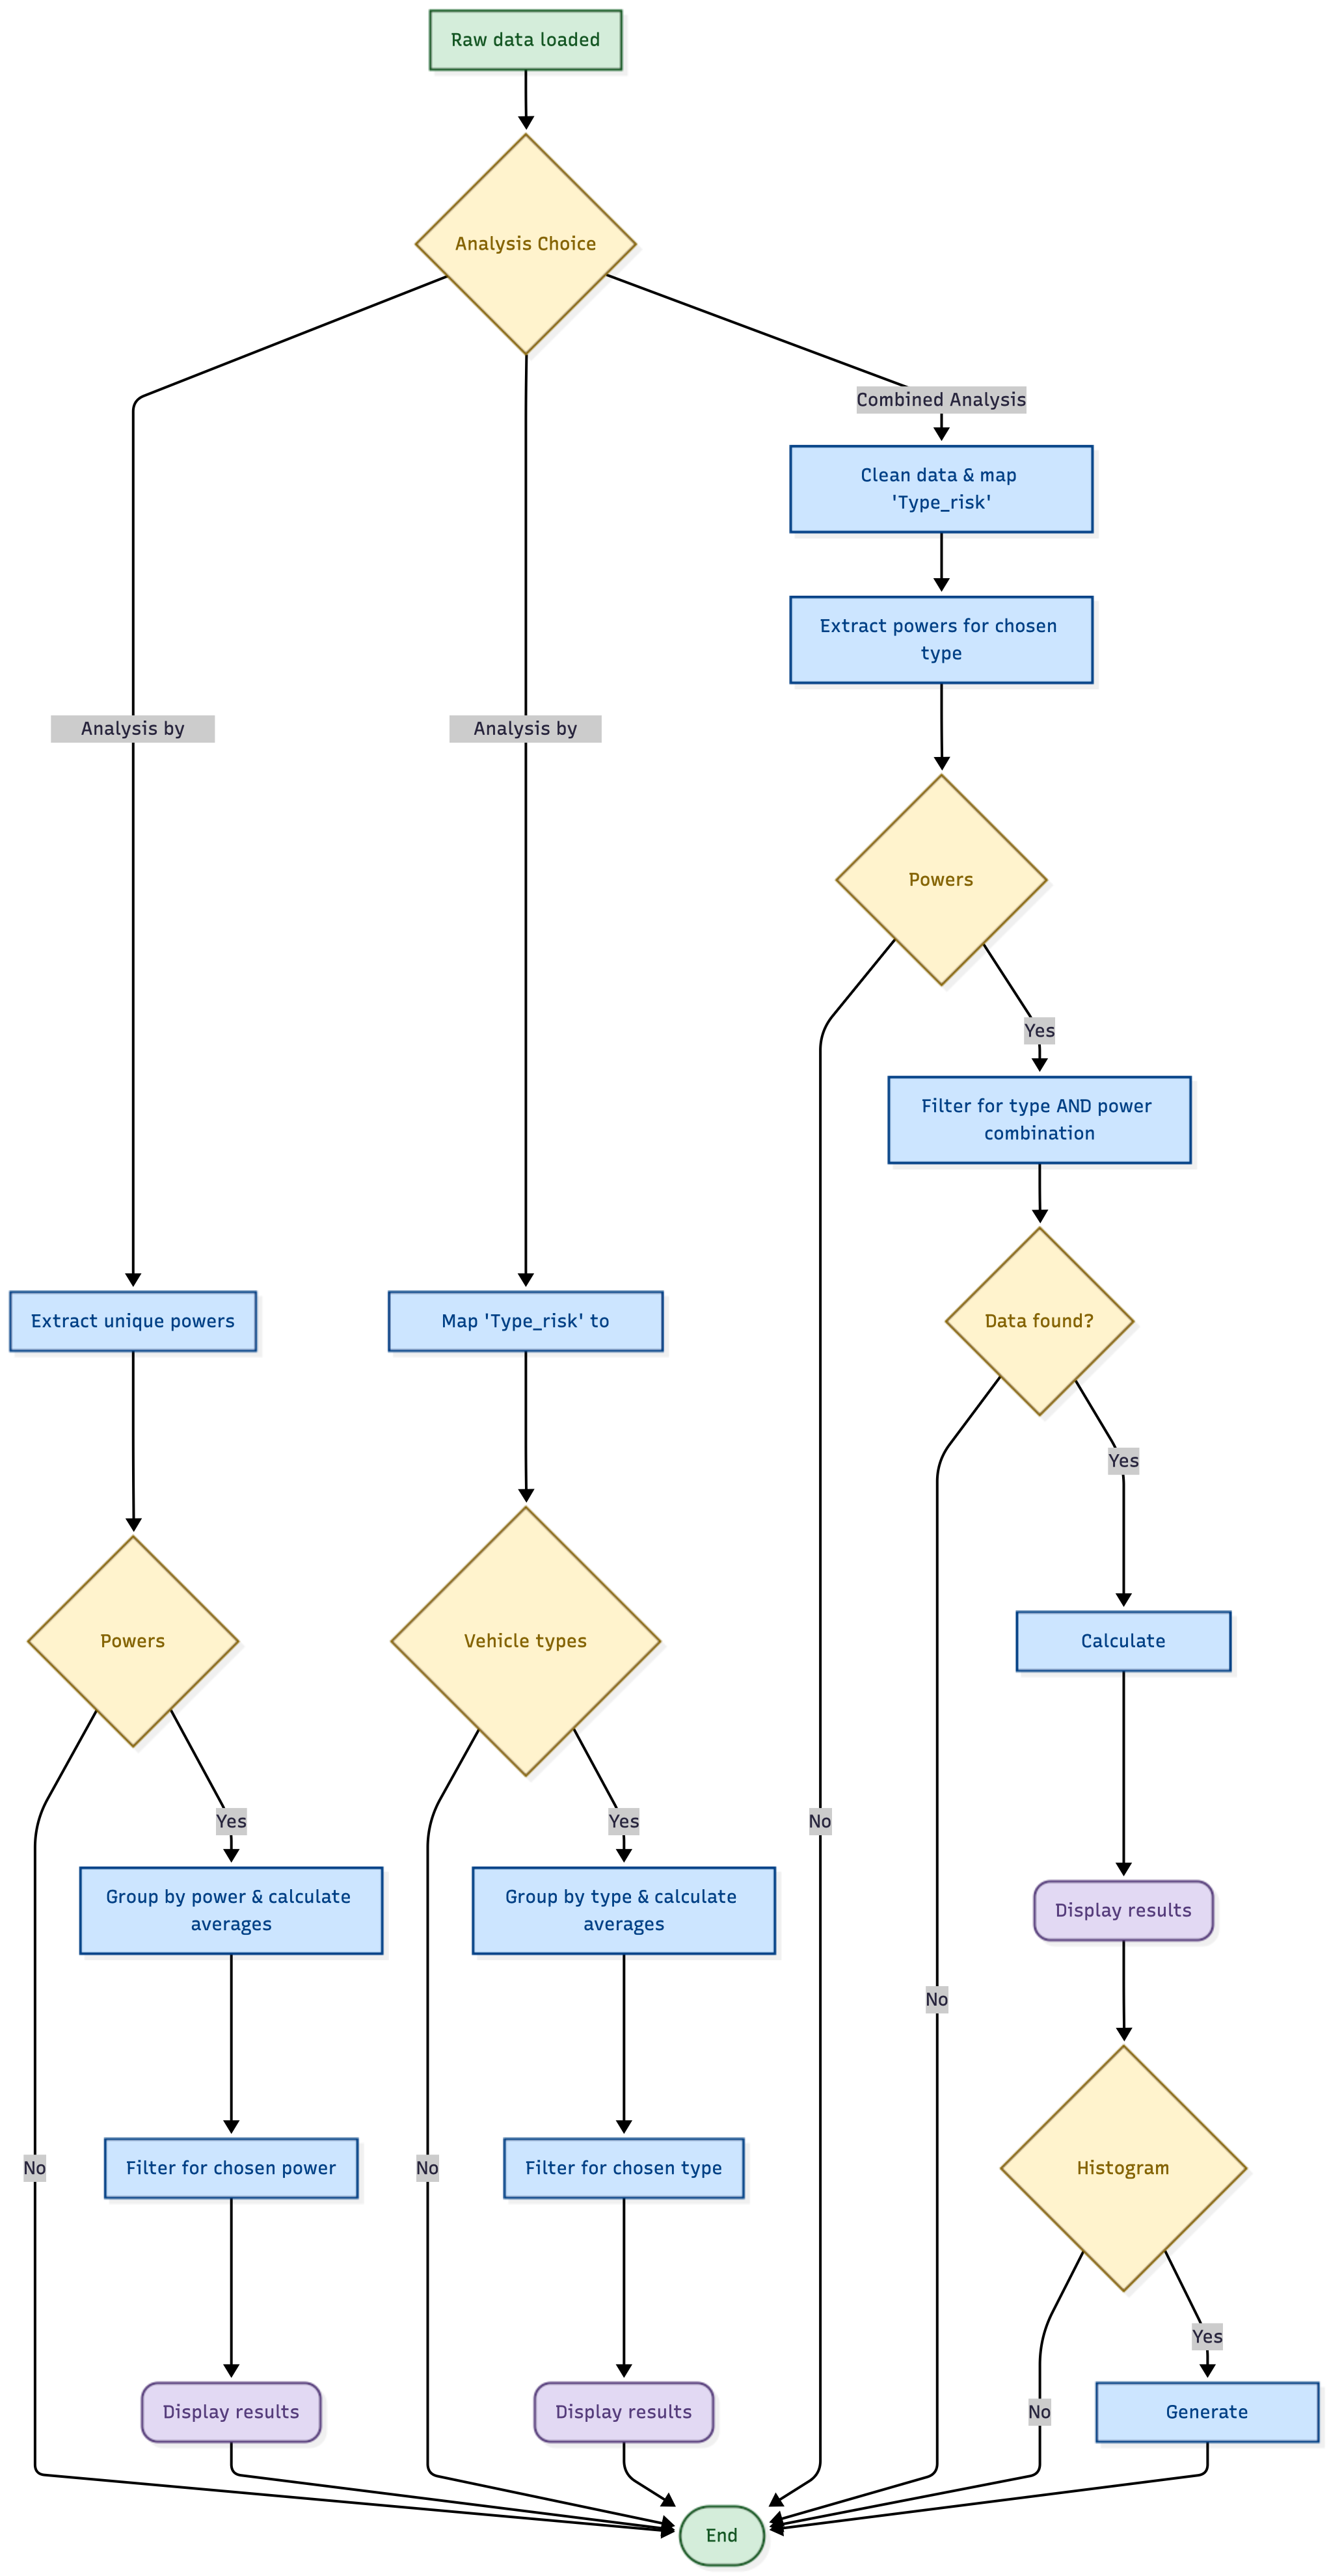 Raw data loaded
Analysis Choice
Combined Analysis
Clean data & map
'Type_risk'
Extract powers for chosen
type
Analysis by
Analysis by
Powers
Yes
Filter for type AND power
combination
Extract unique powers
Map 'Type_risk' to
Data found?
Yes
Powers
Vehicle types
Calculate
Yes
Yes
No
Group by power & calculate
averages
Group by type & calculate
averages
Display results
No
No
Filter for chosen power
No
Filter for chosen type
Histogram
Yes
Display results
Display results
No
Generate
End